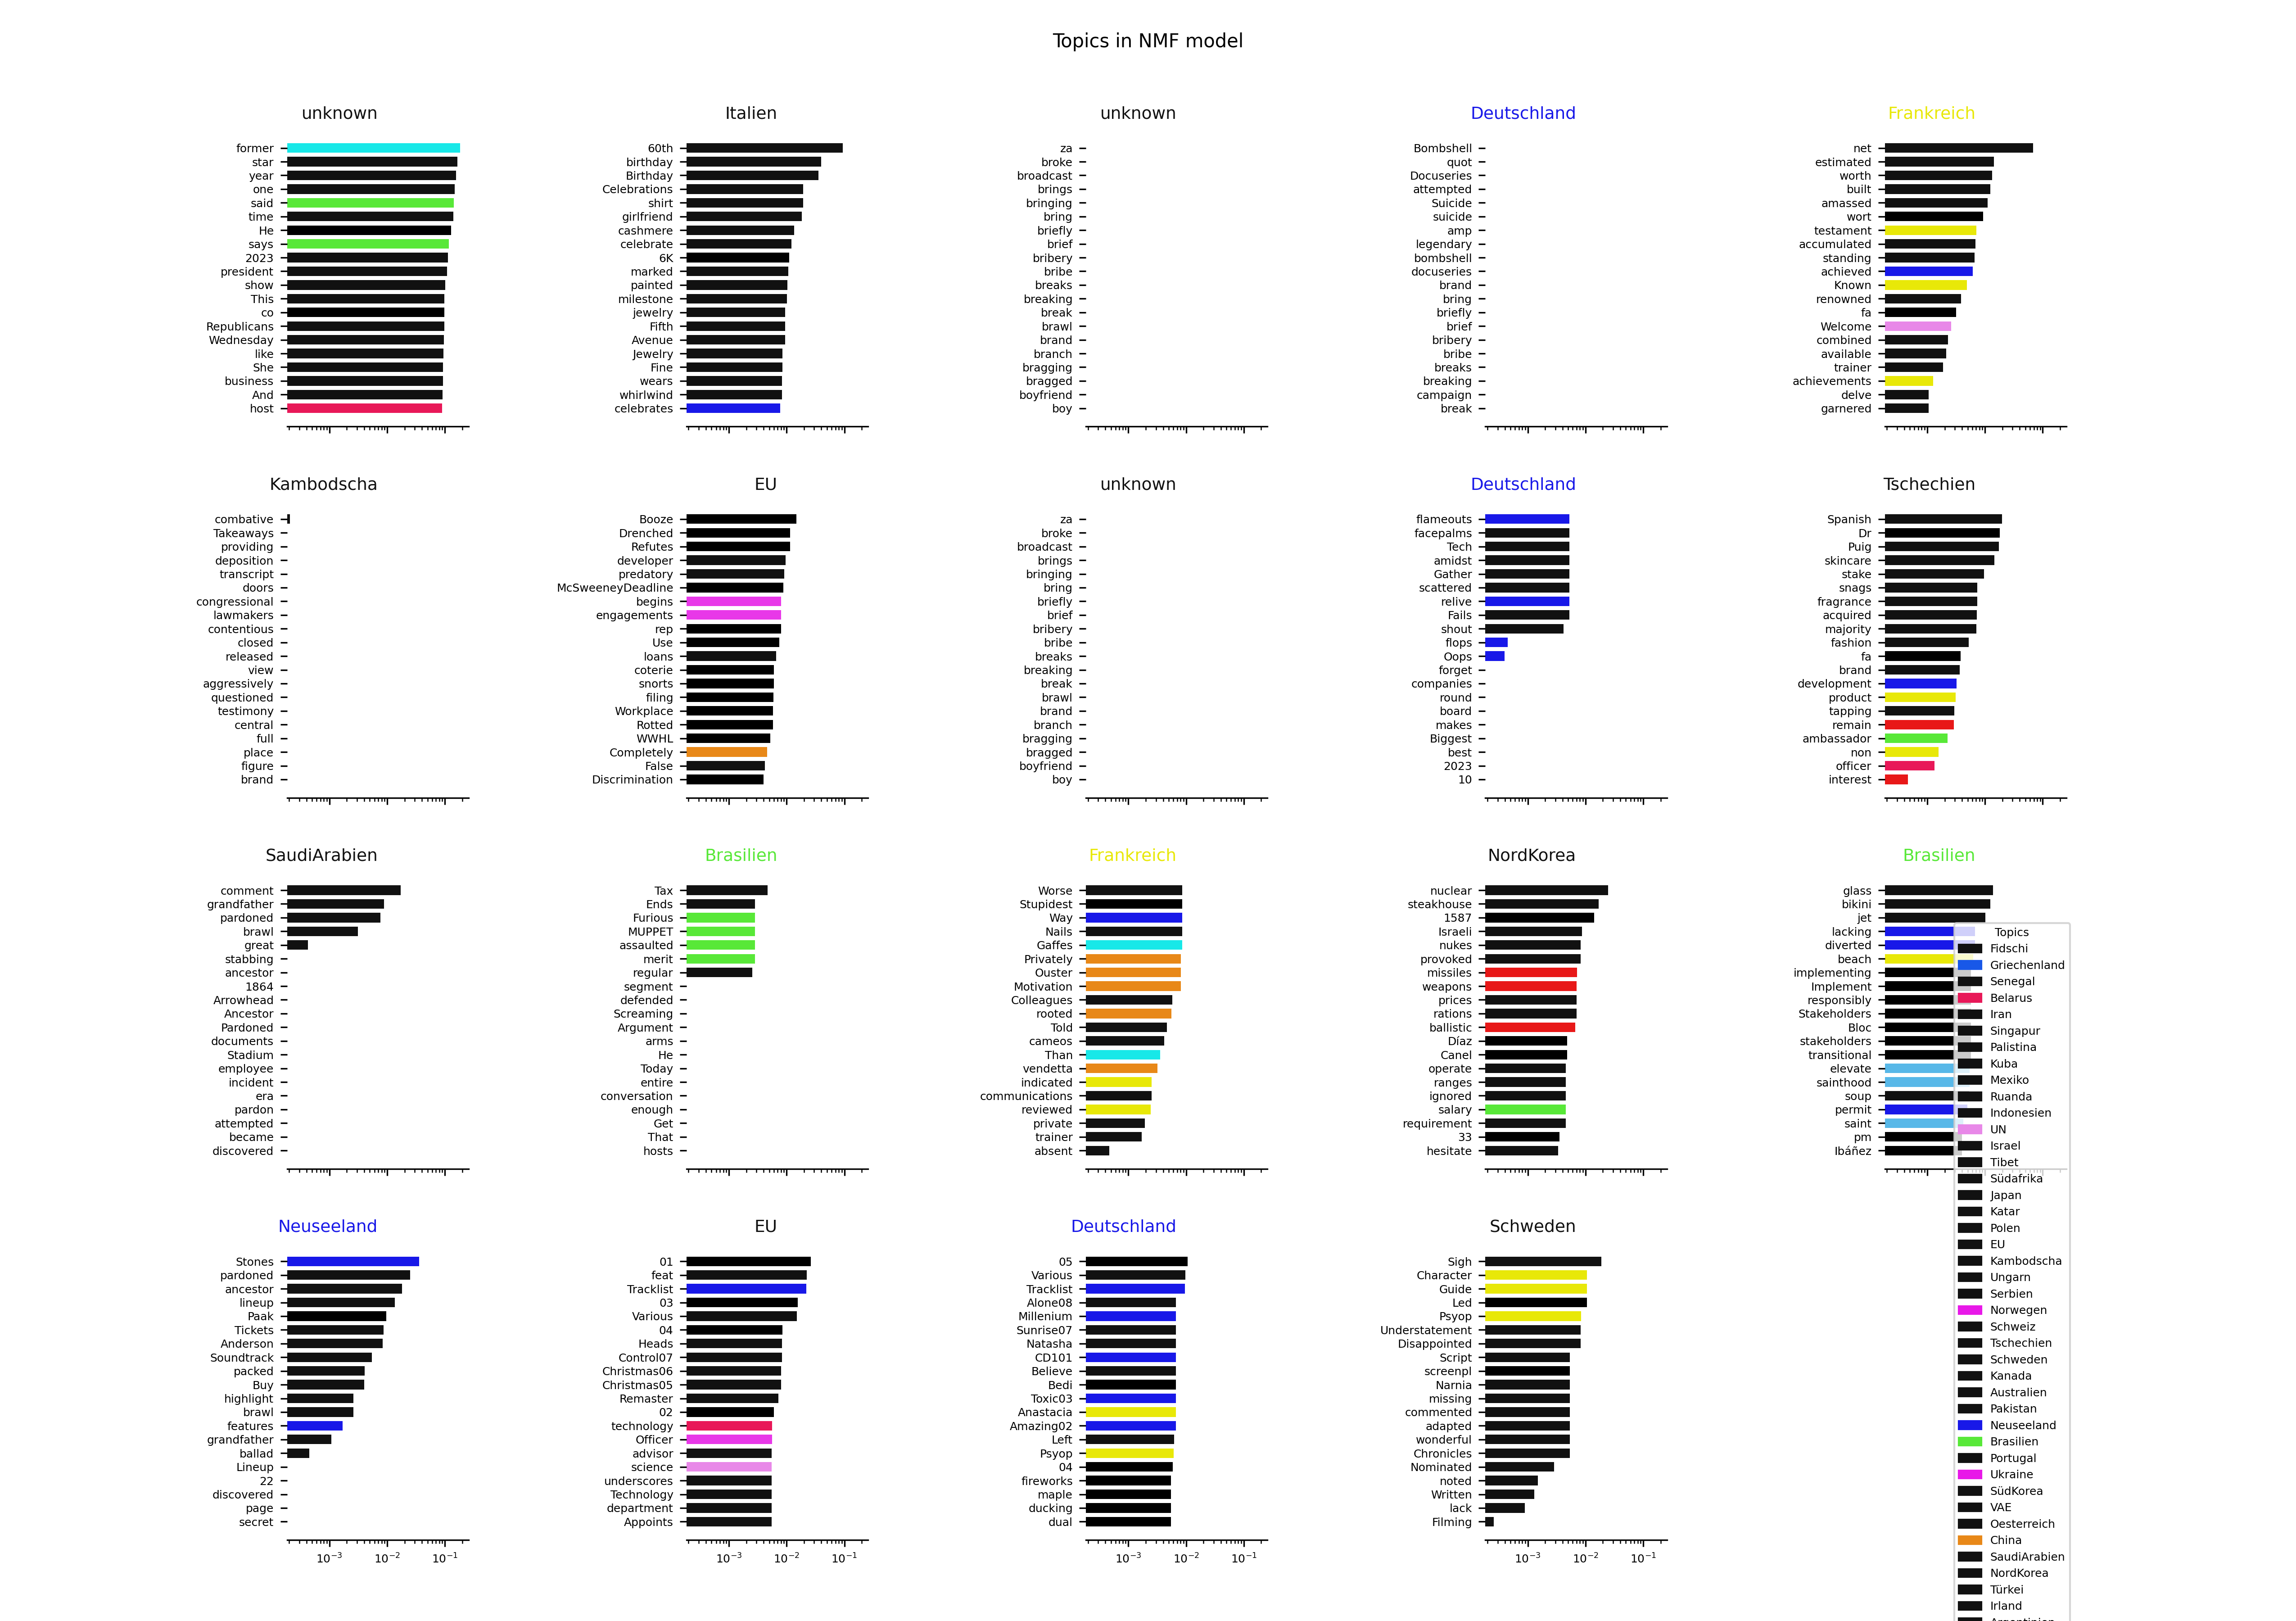 Topics in NMF model
unknown
former
star
year
one
said
time
He
says
2023
president
show
This
co
Republicans
Wednesday
like
She
business
And
host
Italien
60th
birthday
Birthday
Celebrations
shirt
girlfriend
cashmere
celebrate
6K
marked
painted
milestone
jewelry
Fifth
Avenue
Jewelry
Fine
wears
whirlwind
celebrates
unknown
za
broke
broadcast
brings
bringing
bring
briefly
brief
bribery
bribe
breaks
breaking
break
brawl
brand
branch
bragging
bragged
boyfriend
boy
Deutschland
Bombshell
quot
Docuseries
attempted
Suicide
suicide
amp
legendary
bombshell
docuseries
brand
bring
briefly
brief
bribery
bribe
breaks
breaking
campaign
break
Frankreich
net
estimated
worth
built
amassed
wort
testament
accumulated
standing
achieved
Known
renowned
fa
Welcome
combined
available
trainer
achievements
delve
garnered
Kambodscha
combative
Takeaways
providing
deposition
transcript
doors
congressional
lawmakers
contentious
closed
released
view
aggressively
questioned
testimony
central
full
place
figure
brand
EU
Booze
Drenched
Refutes
developer
predatory
McSweeneyDeadline
begins
engagements
rep
Use
loans
coterie
snorts
filing
Workplace
Rotted
WWHL
Completely
False
Discrimination
unknown
za
broke
broadcast
brings
bringing
bring
briefly
brief
bribery
bribe
breaks
breaking
break
brawl
brand
branch
bragging
bragged
boyfriend
boy
Deutschland
flameouts
facepalms
Tech
amidst
Gather
scattered
relive
Fails
shout
flops
Oops
forget
companies
round
board
makes
Biggest
best
2023
10
Tschechien
Spanish
Dr
Puig
skincare
stake
snags
fragrance
acquired
majority
fashion
fa
brand
development
product
tapping
remain
ambassador
non
officer
interest
SaudiArabien
comment
grandfather
pardoned
brawl
great
stabbing
ancestor
1864
Arrowhead
Ancestor
Pardoned
documents
Stadium
employee
incident
era
pardon
attempted
became
discovered
Brasilien
Tax
Ends
Furious
MUPPET
assaulted
merit
regular
segment
defended
Screaming
Argument
arms
He
Today
entire
conversation
enough
Get
That
hosts
Frankreich
Worse
Stupidest
Way
Nails
Gaffes
Privately
Ouster
Motivation
Colleagues
rooted
Told
cameos
Than
vendetta
indicated
communications
reviewed
private
trainer
absent
NordKorea
nuclear
steakhouse
1587
Israeli
nukes
provoked
missiles
weapons
prices
rations
ballistic
Díaz
Canel
operate
ranges
ignored
salary
requirement
33
hesitate
Brasilien
glass
bikini
jet
lacking
diverted
beach
implementing
Implement
responsibly
Stakeholders
Bloc
stakeholders
transitional
elevate
sainthood
soup
permit
saint
pm
Ibáñez
Neuseeland
Stones
pardoned
ancestor
lineup
Paak
Tickets
Anderson
Soundtrack
packed
Buy
highlight
brawl
features
grandfather
ballad
Lineup
22
discovered
page
secret
10⁻³ 10⁻² 10⁻¹
EU
01
feat
Tracklist
03
Various
04
Heads
Control07
Christmas06
Christmas05
Remaster
02
technology
Officer
advisor
science
underscores
Technology
department
Appoints
10⁻³ 10⁻² 10⁻¹
Deutschland
05
Various
Tracklist
Alone08
Millenium
Sunrise07
Natasha
CD101
Believe
Bedi
Toxic03
Anastacia
Amazing02
Left
Psyop
04
fireworks
maple
ducking
dual
10⁻³ 10⁻² 10⁻¹
Schweden
Sigh
Character
Guide
Led
Psyop
Understatement
Disappointed
Script
screenpl
Narnia
missing
commented
adapted
wonderful
Chronicles
Nominated
noted
Written
lack
Filming
10⁻³ 10⁻² 10⁻¹
Topics
Fidschi
Griechenland
Senegal
Belarus
Iran
Singapur
Palistina
Kuba
Mexiko
Ruanda
Indonesien
UN
Israel
Tibet
Südafrika
Japan
Katar
Polen
EU
Kambodscha
Ungarn
Serbien
Norwegen
Schweiz
Tschechien
Schweden
Kanada
Australien
Pakistan
Neuseeland
Brasilien
Portugal
Ukraine
SüdKorea
VAE
Oesterreich
China
SaudiArabien
NordKorea
Türkei
Irland